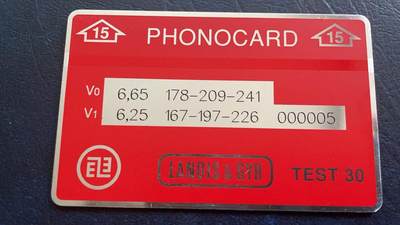 15 PHONOCARD 15
V0 6,65 178-209-241
V1 6,25 167-197-226 000005
LANDIS & GYR TEST 30